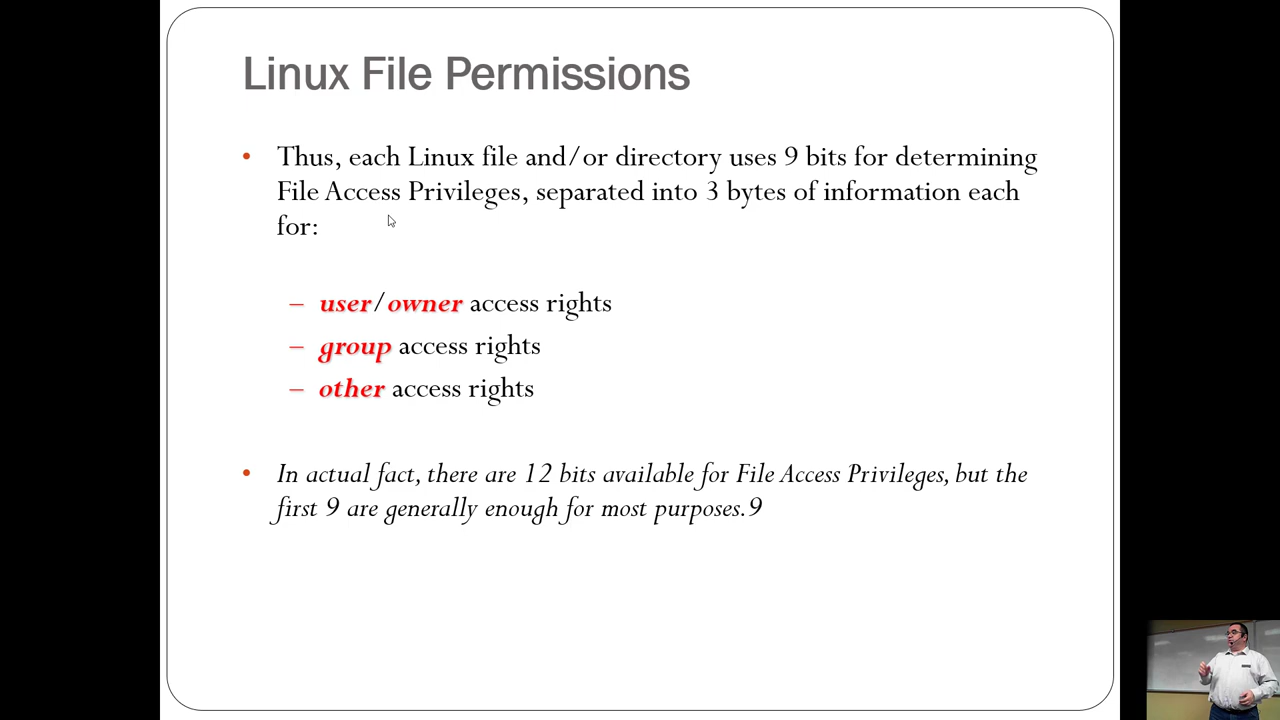 Linux File Permissions
• Thus, each Linux file and/or directory uses 9 bits for determining
File Access Privileges, separated into 3 bytes of information each
for:
– user/owner access rights
– group access rights
– other access rights
• In actual fact, there are 12 bits available for File Access Privileges, but the
first 9 are generally enough for most purposes.9